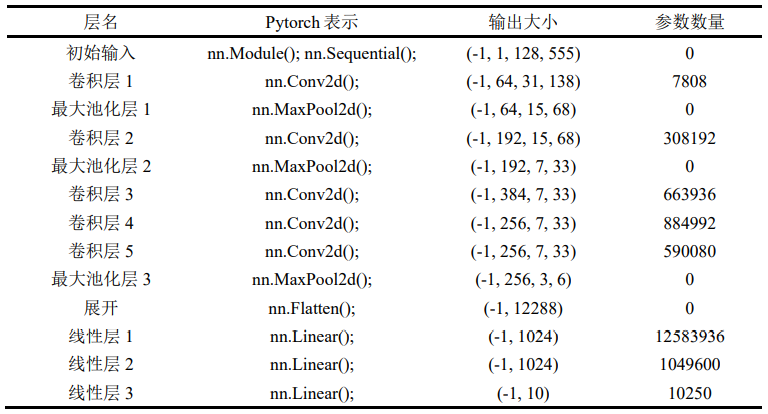 层名 Pytorch 表示 输出大小 参数数量
初始输入 nn.Module(); nn.Sequential(); (-1, 1, 128, 555) 0
卷积层 1 nn.Conv2d(); (-1, 64, 31, 138) 7808
最大池化层 1 nn.MaxPool2d(); (-1, 64, 15, 68) 0
卷积层 2 nn.Conv2d(); (-1, 192, 15, 68) 308192
最大池化层 2 nn.MaxPool2d(); (-1, 192, 7, 33) 0
卷积层 3 nn.Conv2d(); (-1, 384, 7, 33) 663936
卷积层 4 nn.Conv2d(); (-1, 256, 7, 33) 884992
卷积层 5 nn.Conv2d(); (-1, 256, 7, 33) 590080
最大池化层 3 nn.MaxPool2d(); (-1, 256, 3, 6) 0
展开 nn.Flatten(); (-1, 12288) 0
线性层 1 nn.Linear(); (-1, 1024) 12583936
线性层 2 nn.Linear(); (-1, 1024) 1049600
线性层 3 nn.Linear(); (-1, 10) 10250